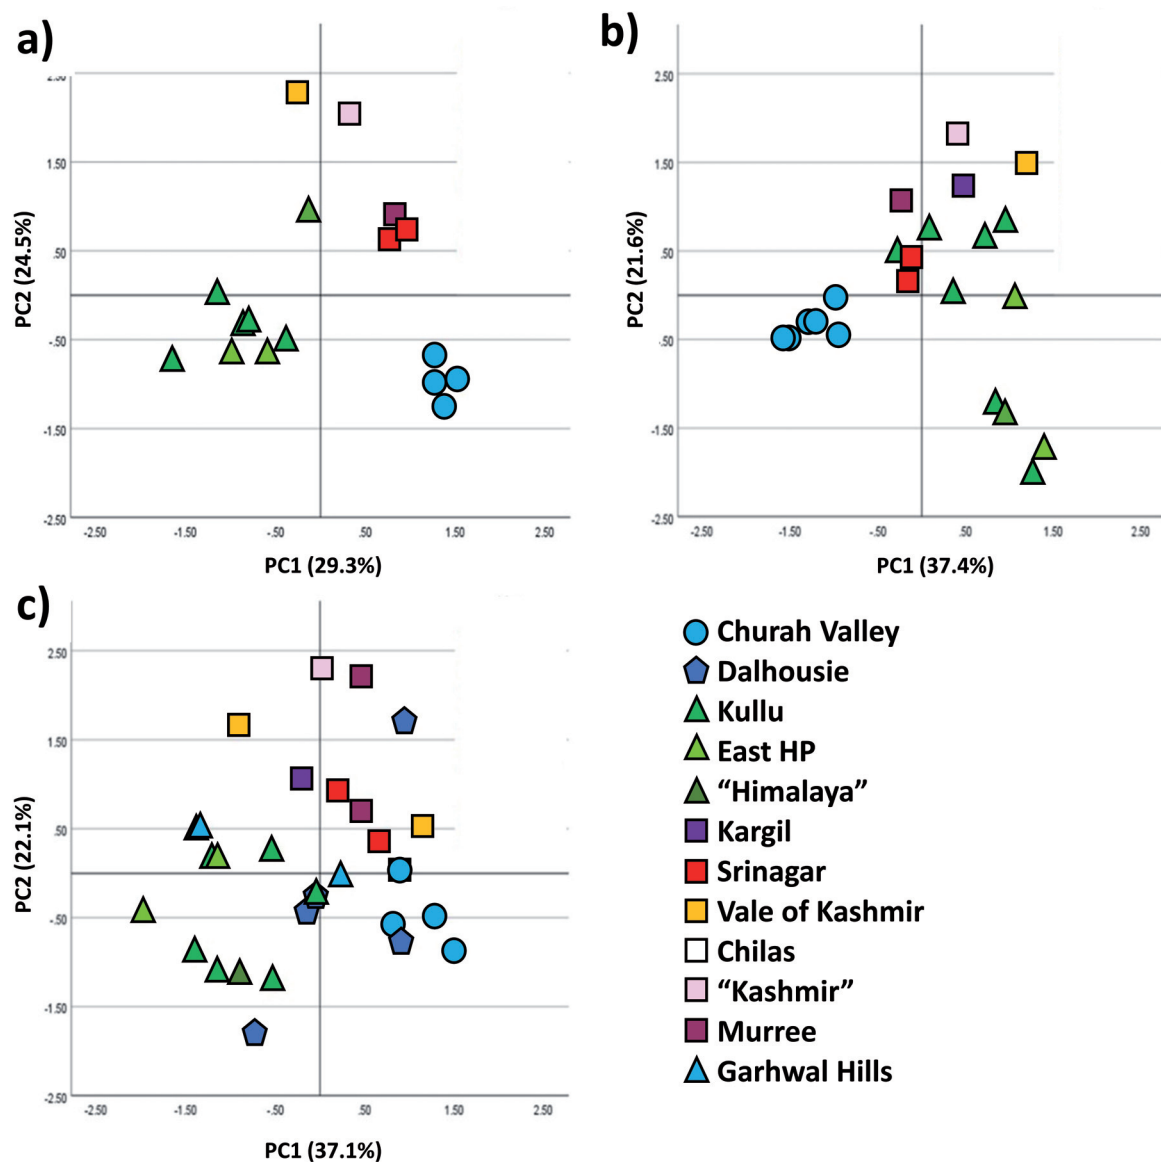 a)
2.50
1.50
.50
-.50
-1.50
-2.50
PC2 (24.5%)
-2.50 -1.50 -.50 .50 1.50 2.50
PC1 (29.3%)
b)
2.50
1.50
.50
-.50
-1.50
-2.50
PC2 (21.6%)
-2.50 -1.50 -.50 .50 1.50 2.50
PC1 (37.4%)
c)
2.50
1.50
.50
-.50
-1.50
-2.50
PC2 (22.1%)
-2.50 -1.50 -.50 .50 1.50 2.50
PC1 (37.1%)
Churah Valley
Dalhousie
Kullu
East HP
“Himalaya”
Kargil
Srinagar
Vale of Kashmir
Chilas
“Kashmir”
Murree
Garhwal Hills